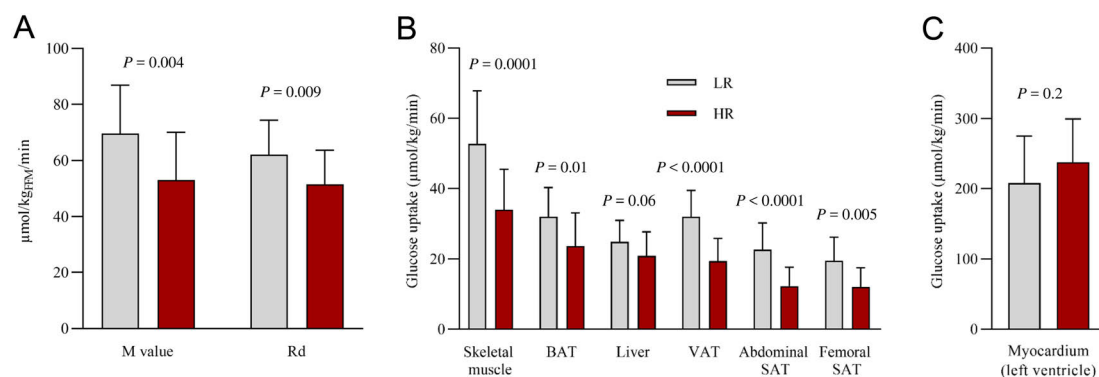 A
100
80
60
40
20
0
μmol/kgFFM/min
P = 0.004
P = 0.009
M value
Rd
B
80
60
40
20
0
Glucose uptake (μmol/kg/min)
P = 0.0001
P = 0.01
P = 0.06
P < 0.0001
P < 0.0001
P = 0.005
LR
HR
Skeletal
muscle
BAT
Liver
VAT
Abdominal
SAT
Femoral
SAT
C
400
300
200
100
0
Glucose uptake (μmol/kg/min)
P = 0.2
Myocardium
(left ventricle)